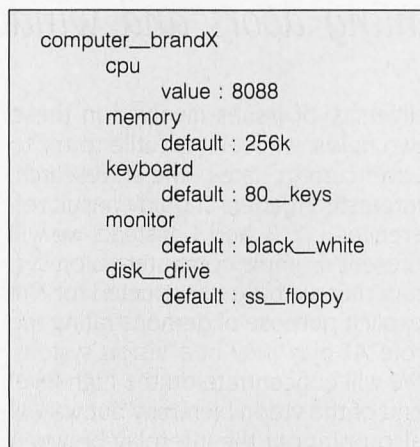 computer__brandX
cpu
value : 8088
memory
default : 256k
keyboard
default : 80__keys
monitor
default : black__white
disk__drive
default : ss__floppy